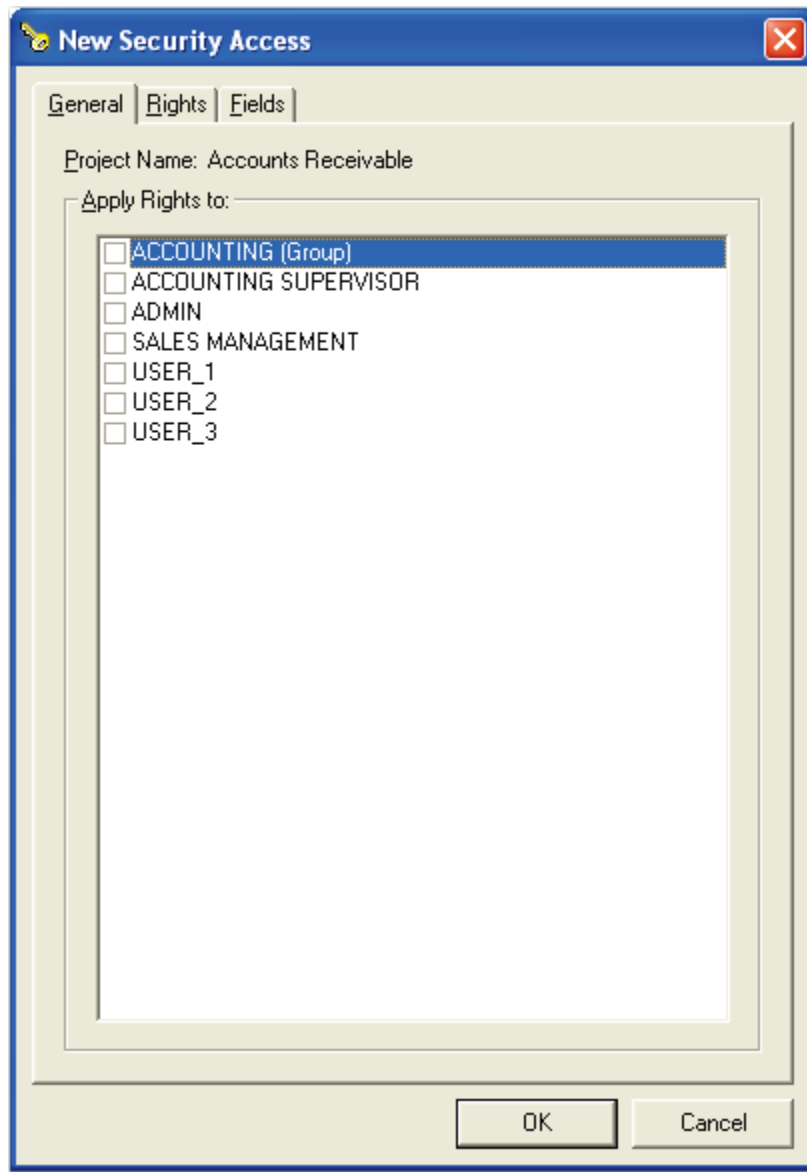 New Security Access
General Rights Fields
Project Name: Accounts Receivable
Apply Rights to:
ACCOUNTING (Group)
ACCOUNTING SUPERVISOR
ADMIN
SALES MANAGEMENT
USER_1
USER_2
USER_3
OK Cancel